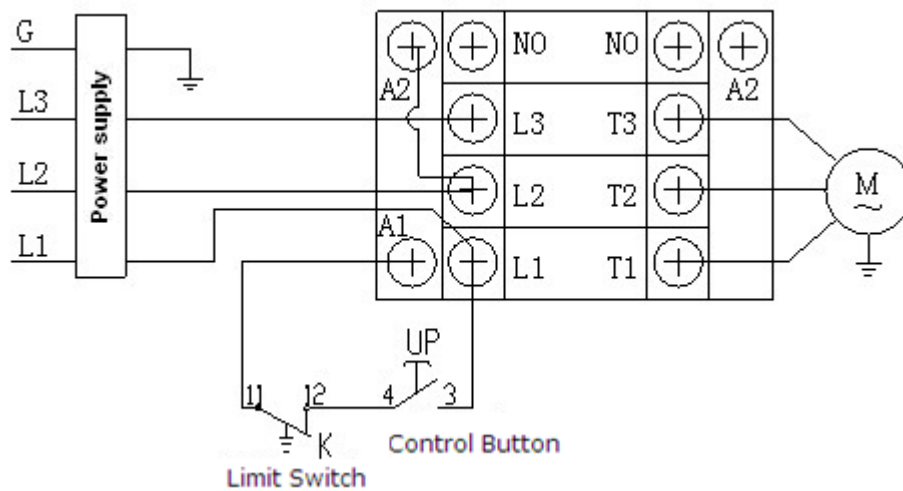 G
L3
L2
L1
Power supply
A2
NO
NO
A2
L3
T3
L2
T2
A1
L1
T1
M
UP
11
12
4
3
K
Control Button
Limit Switch